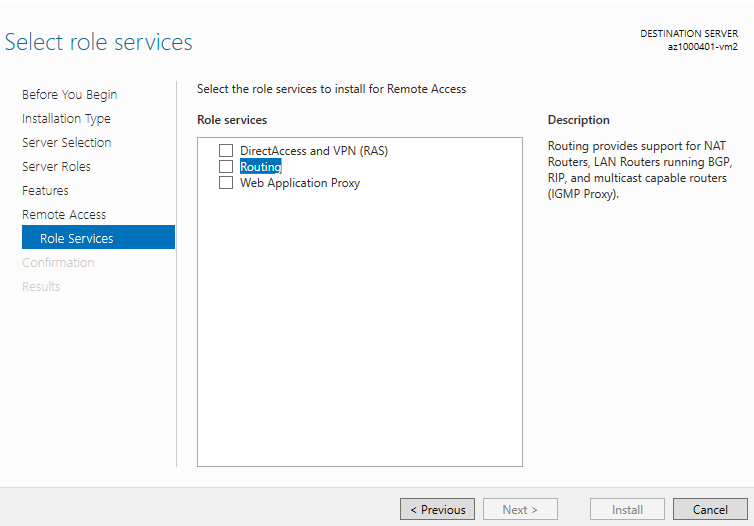 Select role services
DESTINATION SERVER
az1000401-vm2
Before You Begin
Installation Type
Server Selection
Server Roles
Features
Remote Access
Role Services
Confirmation
Results
Select the role services to install for Remote Access
Role services
DirectAccess and VPN (RAS)
Routing
Web Application Proxy
Description
Routing provides support for NAT
Routers, LAN Routers running BGP,
RIP, and multicast capable routers
(IGMP Proxy).
< Previous
Next >
Install
Cancel